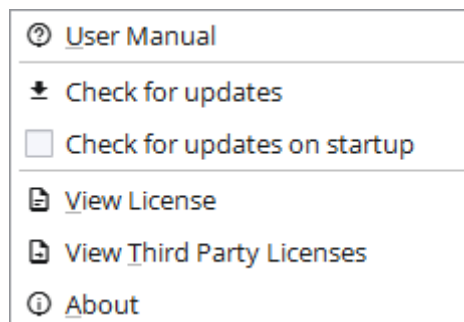 User Manual
Check for updates
Check for updates on startup
View License
View Third Party Licenses
About